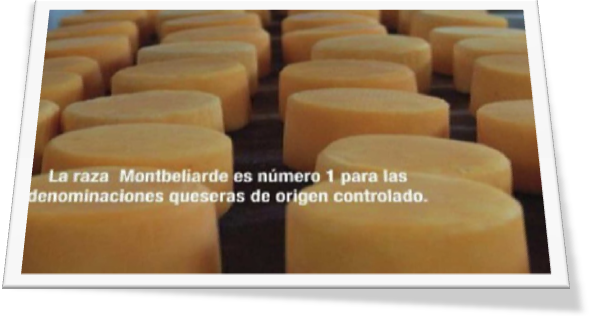 La raza Montbeliarde es número 1 para las
denominaciones queseras de origen controlado.